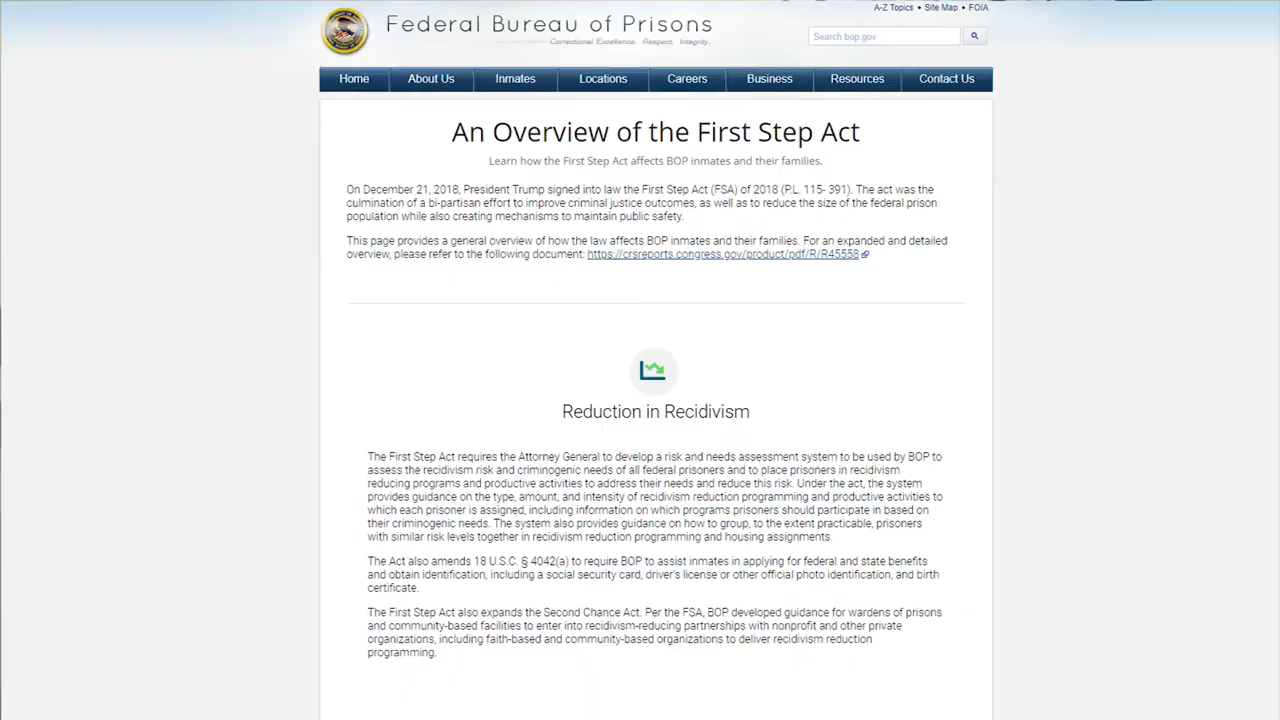 A-Z Topics • Site Map • FOIA
Federal Bureau of Prisons
Correctional Excellence. Respect. Integrity.
Search bop.gov
Home About Us Inmates Locations Careers Business Resources Contact Us
An Overview of the First Step Act
Learn how the First Step Act affects BOP inmates and their families.
On December 21, 2018, President Trump signed into law the First Step Act (FSA) of 2018 (P.L. 115- 391). The act was the
culmination of a bi-partisan effort to improve criminal justice outcomes, as well as to reduce the size of the federal prison
population while also creating mechanisms to maintain public safety.
This page provides a general overview of how the law affects BOP inmates and their families. For an expanded and detailed
overview, please refer to the following document: https://crsreports.congress.gov/product/pdf/R/R45558
Reduction in Recidivism
The First Step Act requires the Attorney General to develop a risk and needs assessment system to be used by BOP to
assess the recidivism risk and criminogenic needs of all federal prisoners and to place prisoners in recidivism
reducing programs and productive activities to address their needs and reduce this risk. Under the act, the system
provides guidance on the type, amount, and intensity of recidivism reduction programming and productive activities to
which each prisoner is assigned, including information on which programs prisoners should participate in based on
their criminogenic needs. The system also provides guidance on how to group, to the extent practicable, prisoners
with similar risk levels together in recidivism reduction programming and housing assignments.
The Act also amends 18 U.S.C. § 4042(a) to require BOP to assist inmates in applying for federal and state benefits
and obtain identification, including a social security card, driver's license or other official photo identification, and birth
certificate.
The First Step Act also expands the Second Chance Act. Per the FSA, BOP developed guidance for wardens of prisons
and community-based facilities to enter into recidivism-reducing partnerships with nonprofit and other private
organizations, including faith-based and community-based organizations to deliver recidivism reduction
programming.